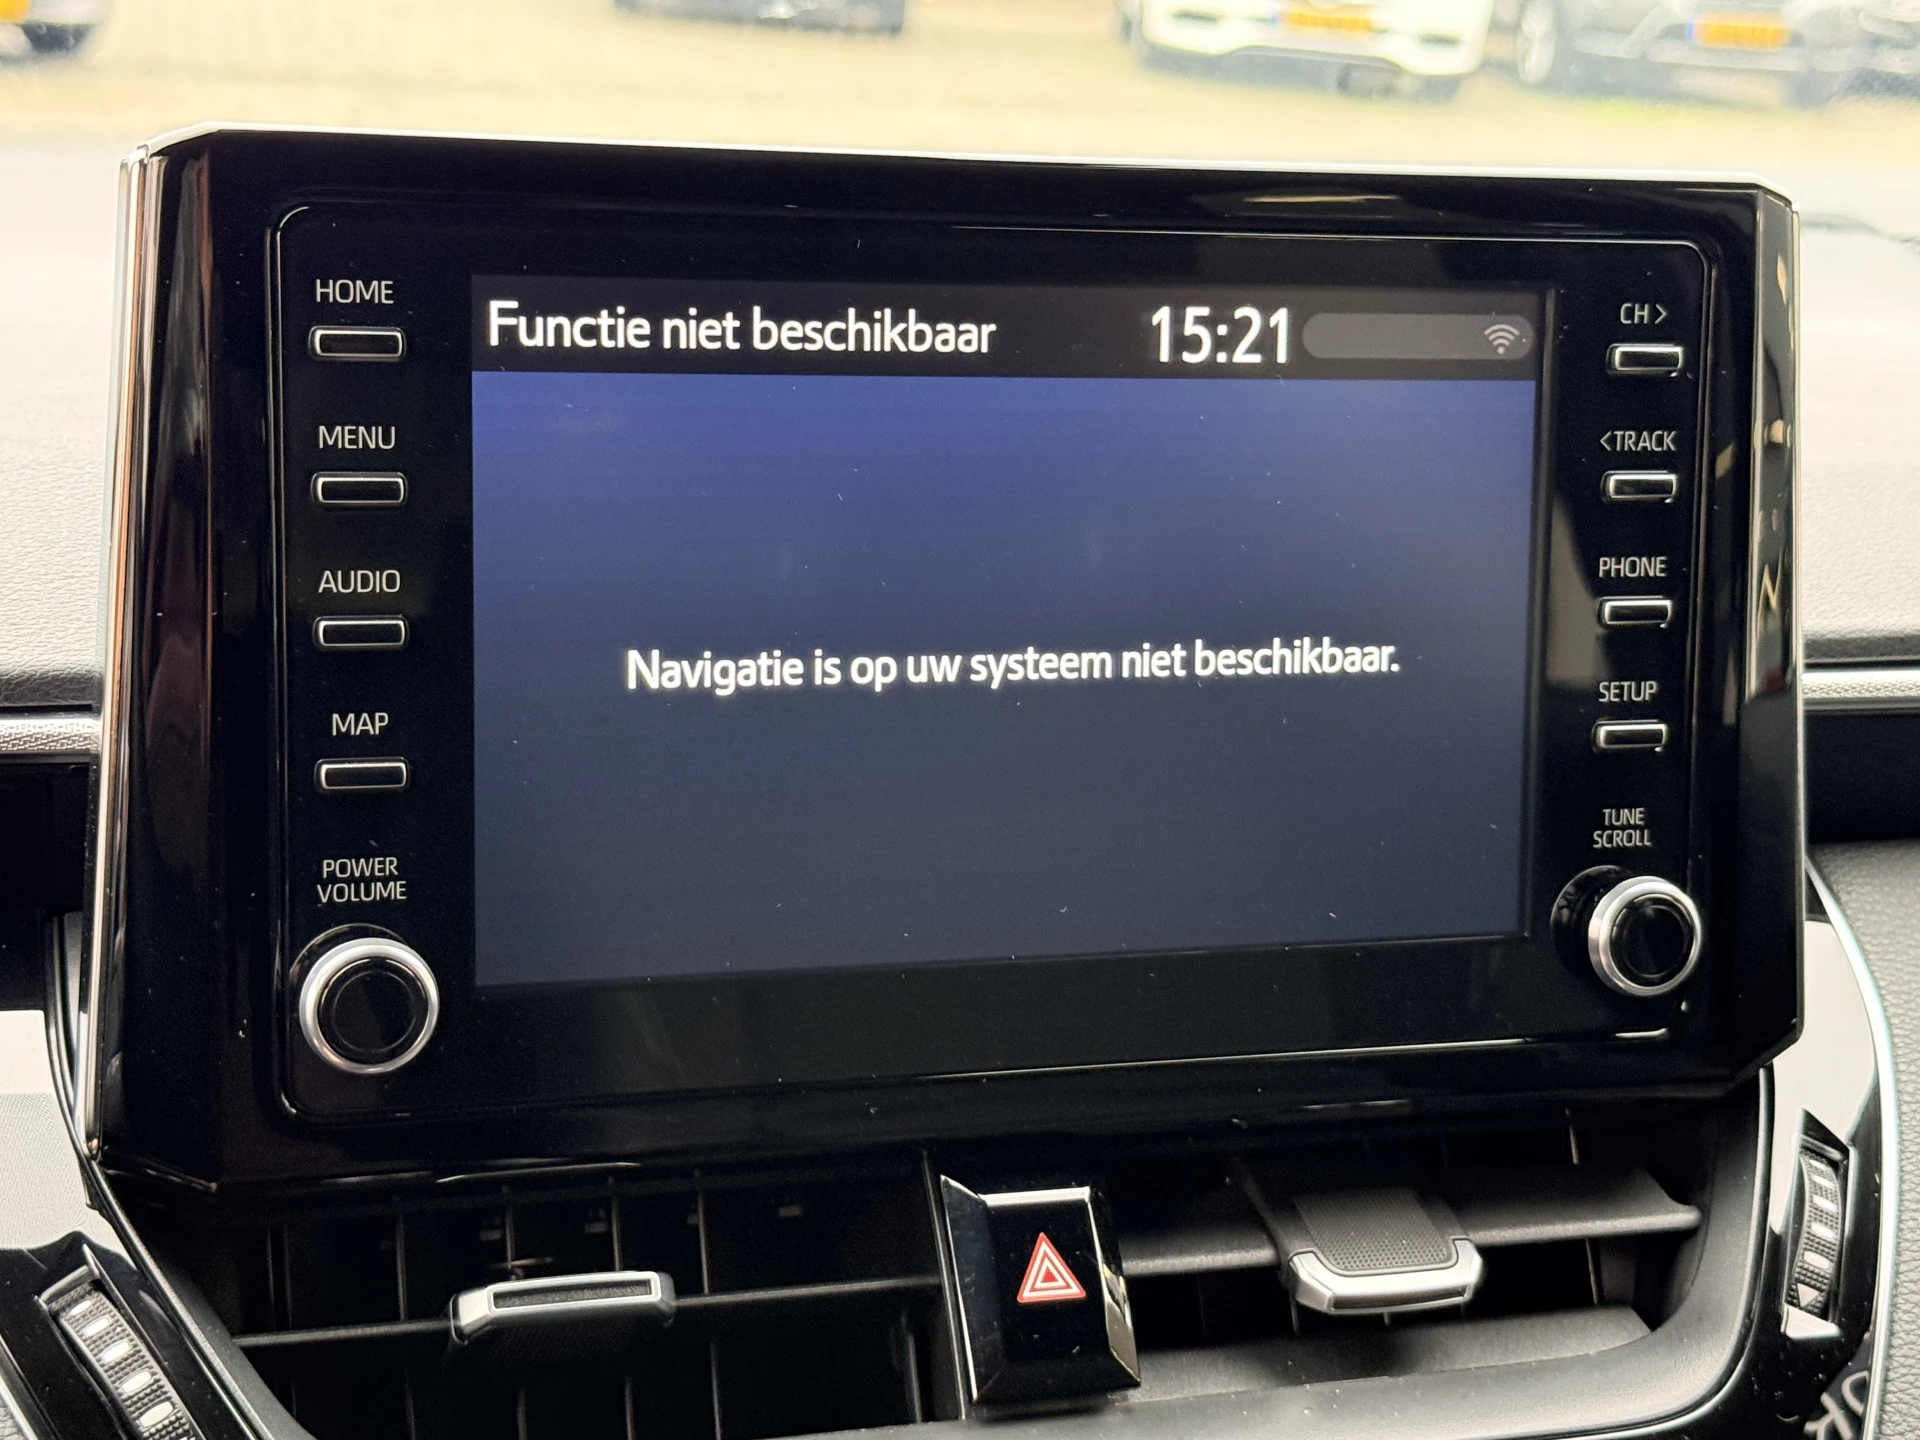 HOME
MENU
AUDIO
MAP
POWER
VOLUME
Functie niet beschikbaar 15:21
Navigatie is op uw systeem niet beschikbaar.
CH>
<TRACK
PHONE
SETUP
TUNE
SCROLL